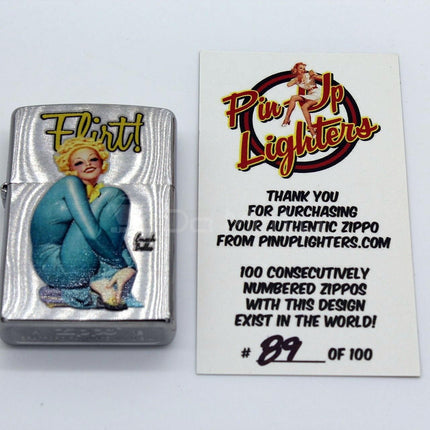 Flirt!
Pin Up
Lighters
THANK YOU
FOR PURCHASING
YOUR AUTHENTIC ZIPPO
FROM PINUPLIGHTERS.COM
100 CONSECUTIVELY
NUMBERED ZIPPOS
WITH THIS DESIGN
EXIST IN THE WORLD!
# 89 OF 100